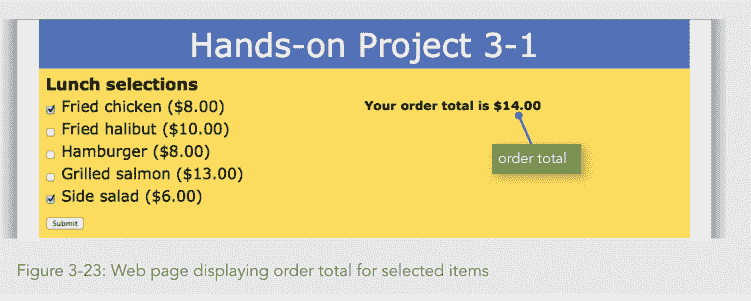 Hands-on Project 3-1
Lunch selections
Fried chicken ($8.00)
Your order total is $14.00
Fried halibut ($10.00)
Hamburger ($8.00)
order total
Grilled salmon ($13.00)
Side salad ($6.00)
Submit
Figure 3-23: Web page displaying order total for selected items